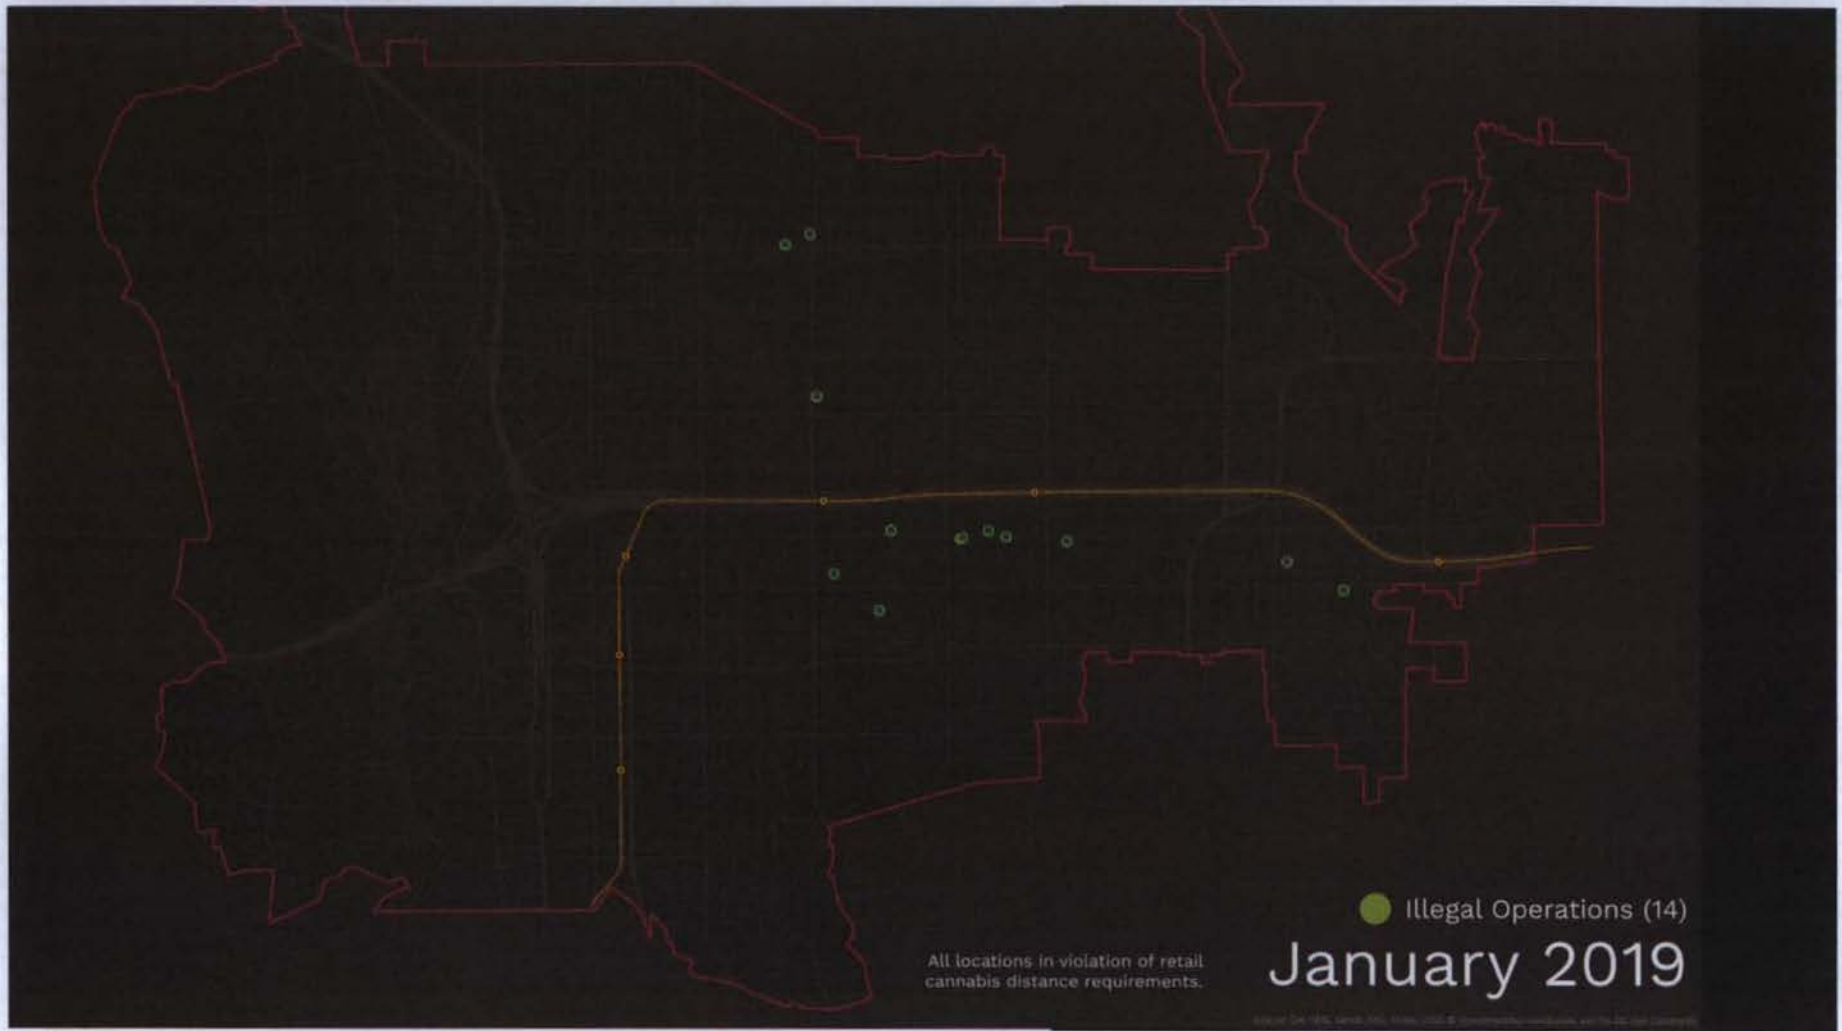 Illegal Operations (14)
January 2019
All locations in violation of retail
cannabis distance requirements.